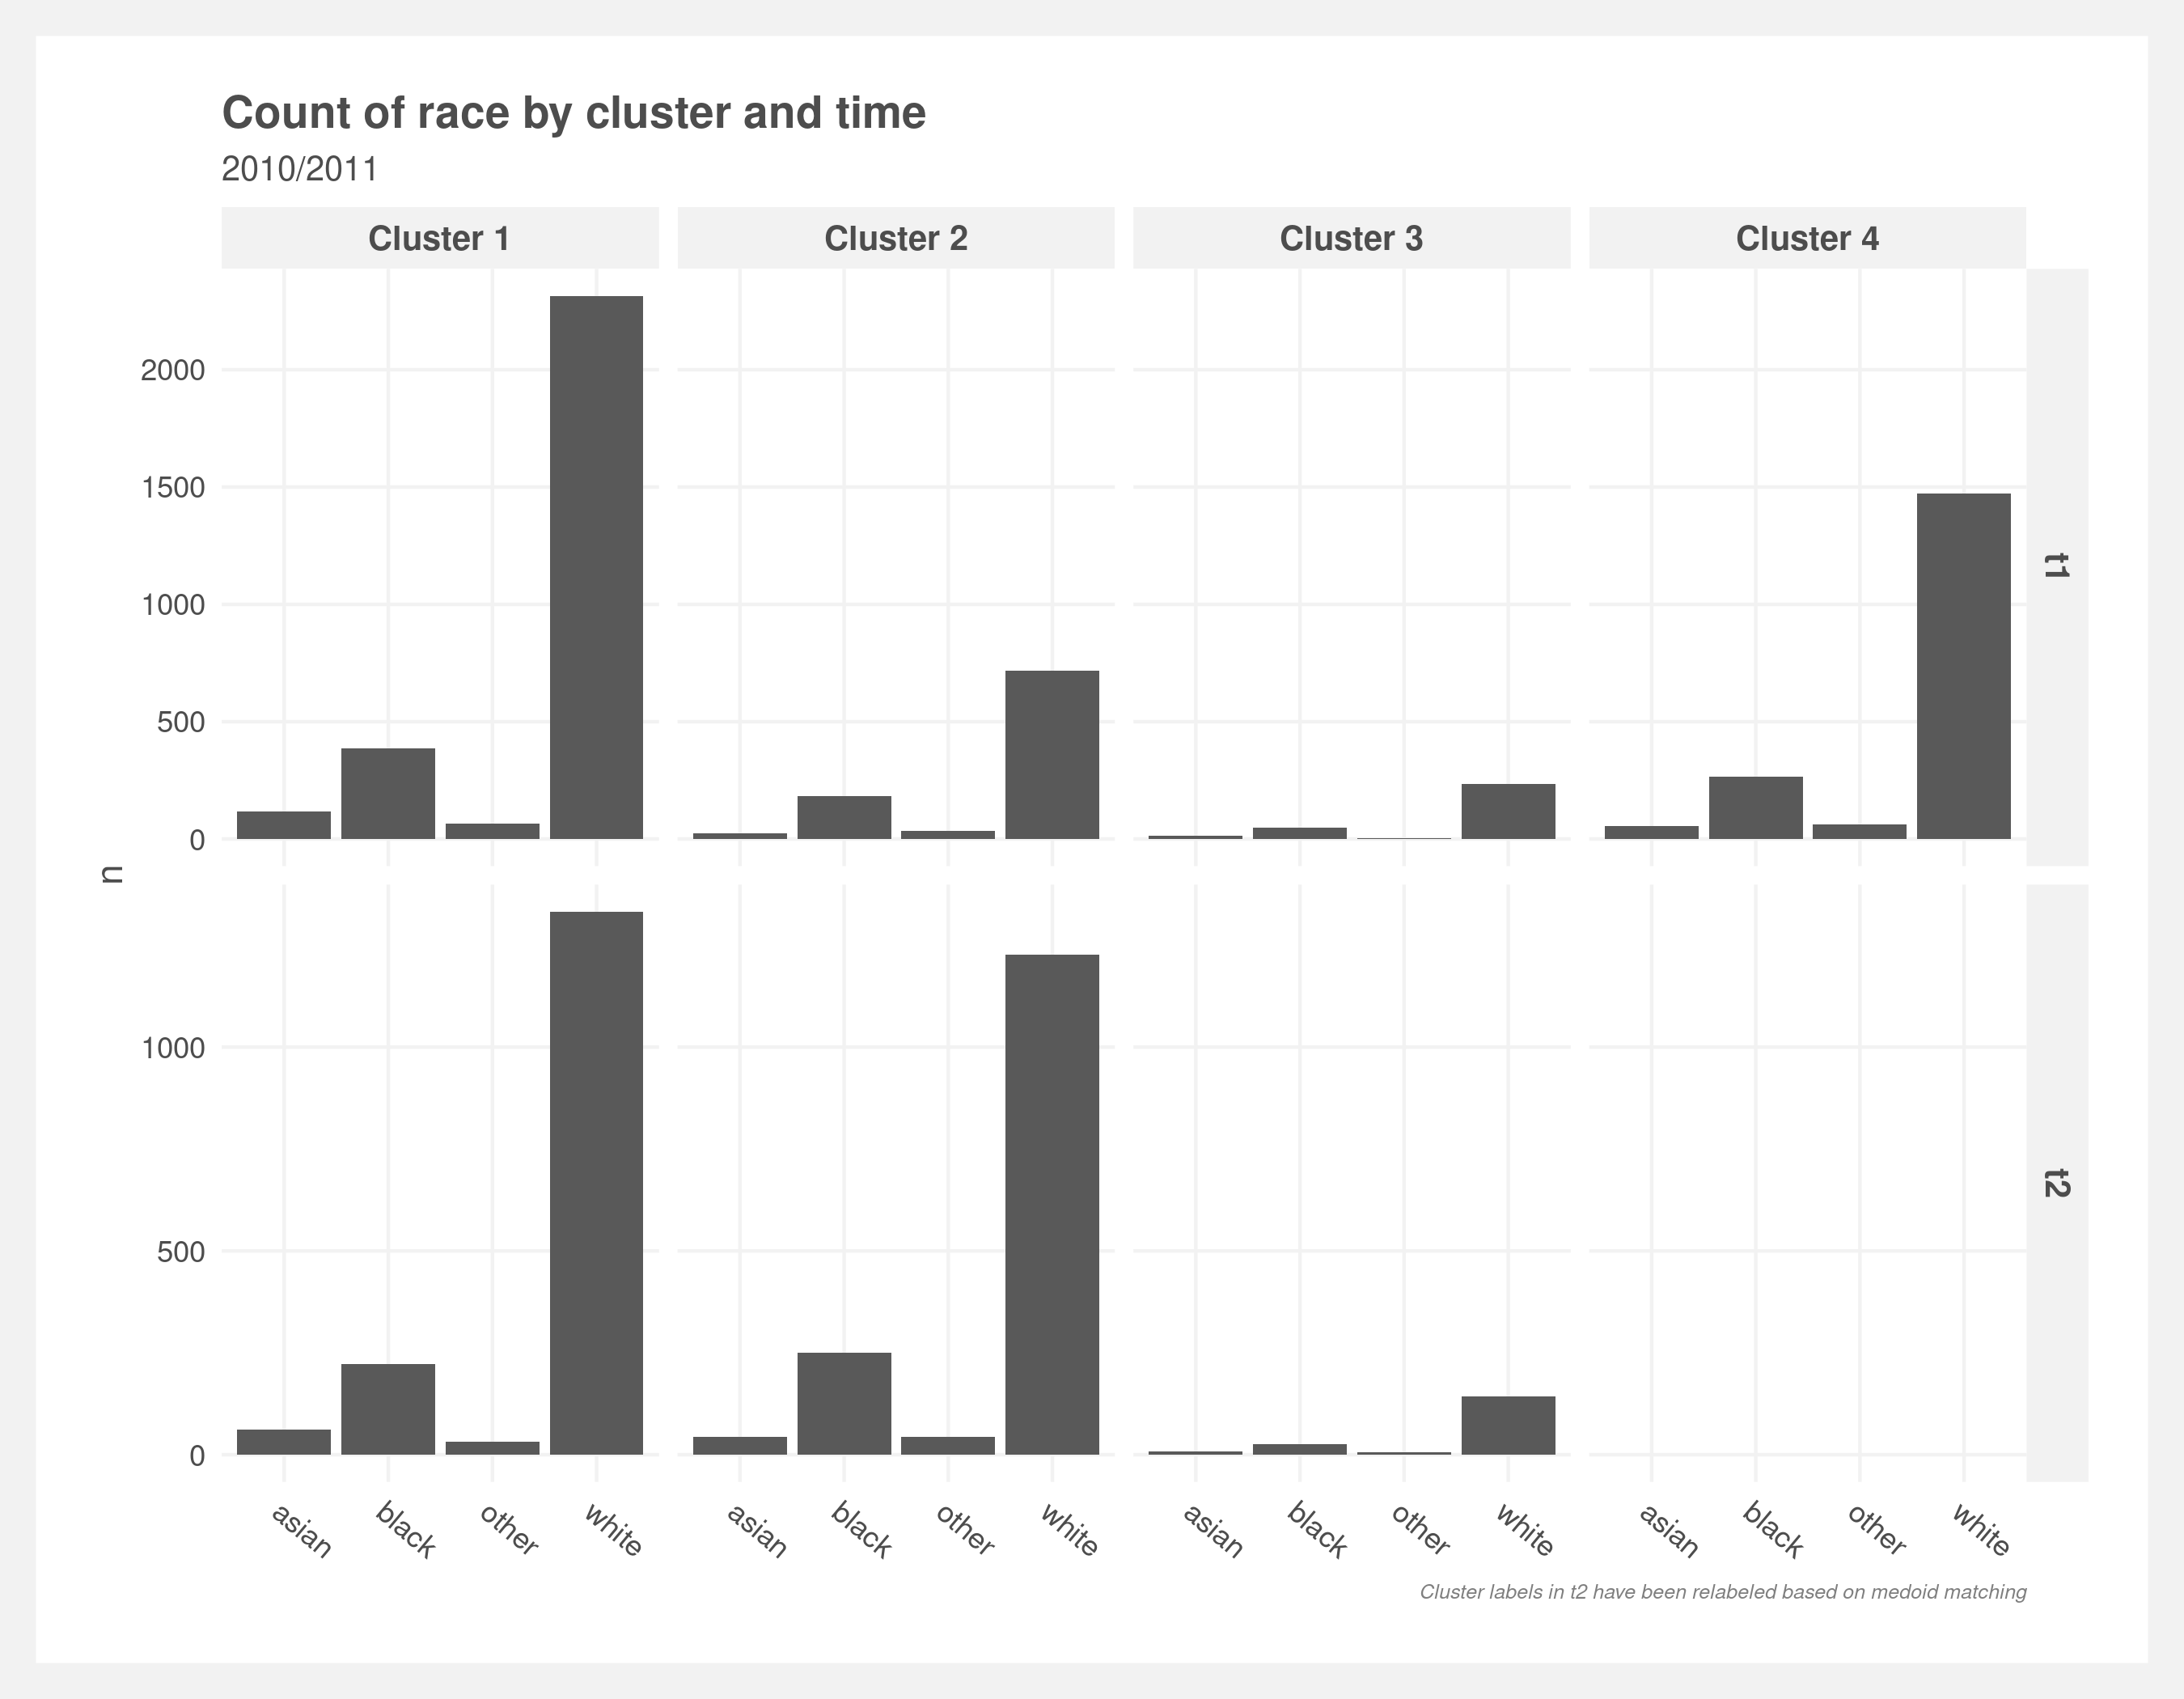 Count of race by cluster and time
2010/2011
Cluster 1 Cluster 2 Cluster 3 Cluster 4
2000
1500
1000
500
0
t1
n
1000
500
0
t2
asian black other white asian black other white asian black other white asian black other white
Cluster labels in t2 have been relabeled based on medoid matching